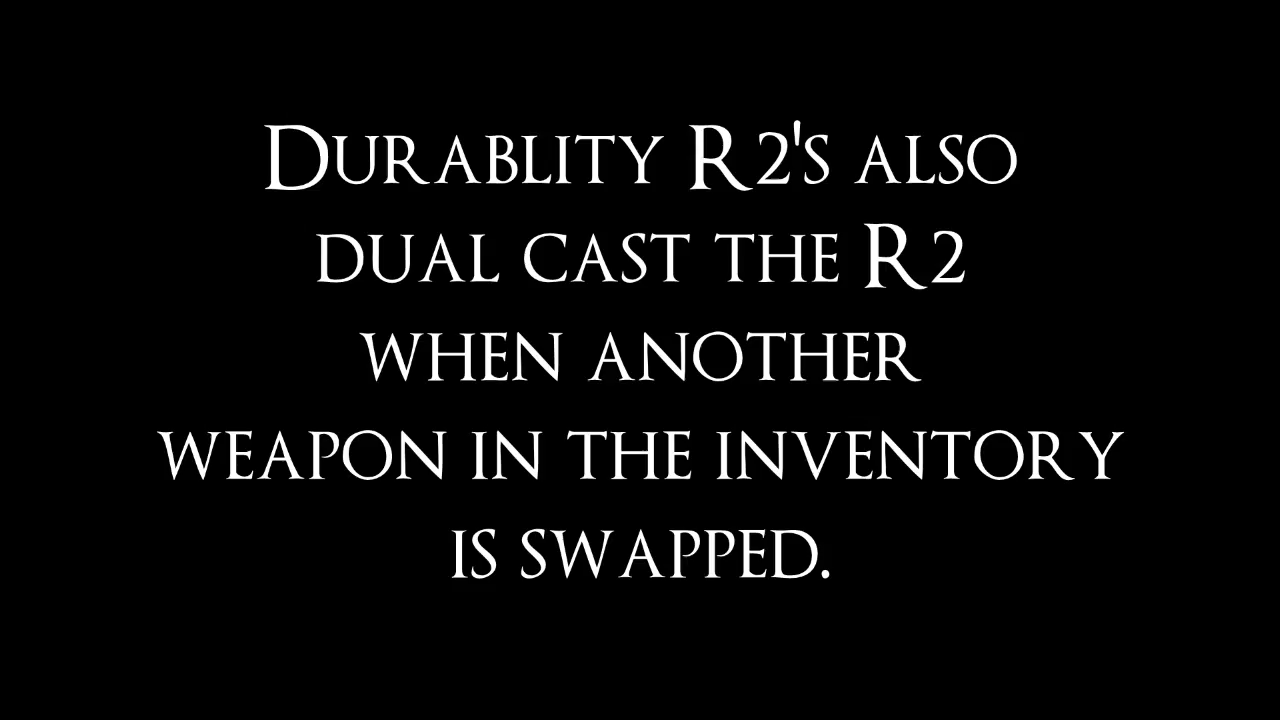 Durablity R2's also
dual cast the R2
when another
weapon in the inventory
is swapped.